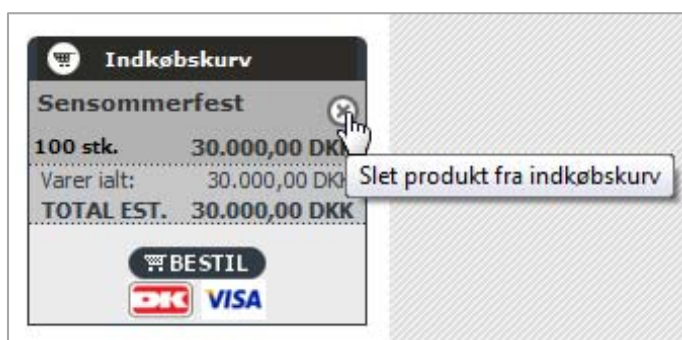 Indkøbskurv
Sensommerfest
100 stk. 30.000,00 DKK
Slet produkt fra indkøbskurv
Varer ialt: 30.000,00 DKK
TOTAL EST. 30.000,00 DKK
BESTIL
DK VISA